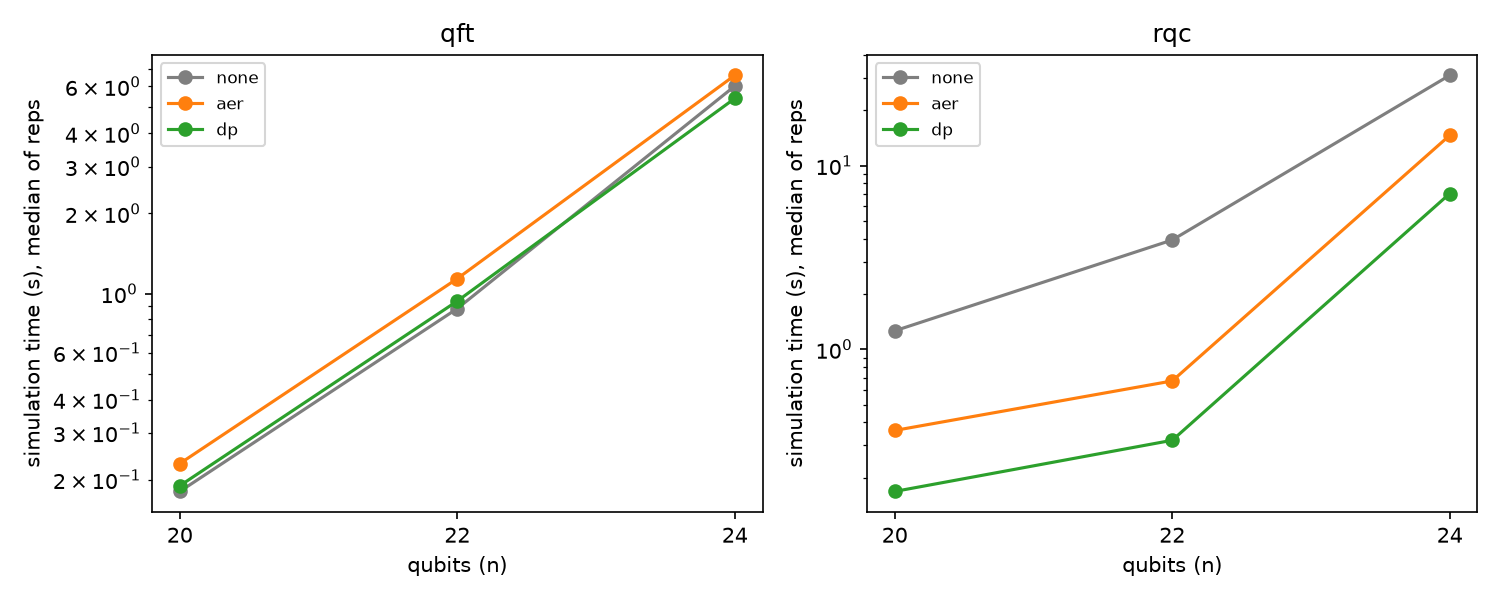 qft
none
aer
dp
simulation time (s), median of reps
6 × 10⁰
4 × 10⁰
3 × 10⁰
2 × 10⁰
10⁰
6 × 10⁻¹
4 × 10⁻¹
3 × 10⁻¹
2 × 10⁻¹
20
22
24
qubits (n)
rqc
none
aer
dp
simulation time (s), median of reps
10¹
10⁰
20
22
24
qubits (n)